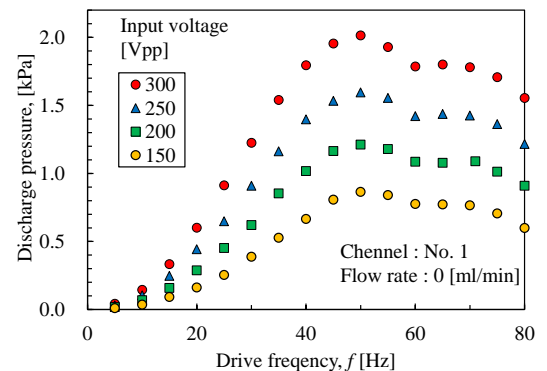 Input voltage
[Vpp]
300
250
200
150
Chennel : No. 1
Flow rate : 0 [ml/min]
Discharge pressure, [kPa]
2.0
1.5
1.0
0.5
0.0
0 20 40 60 80
Drive freqency, f [Hz]